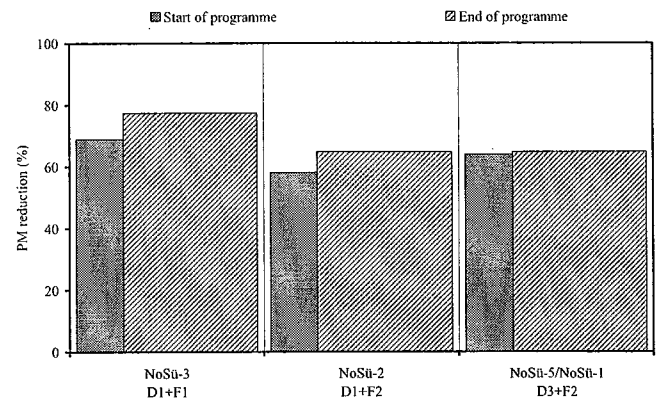 Start of programme
End of programme
100
80
60
40
20
0
PM reduction (%)
NoSü-3
D1+F1
NoSü-2
D1+F2
NoSü-5/NoSü-1
D3+F2